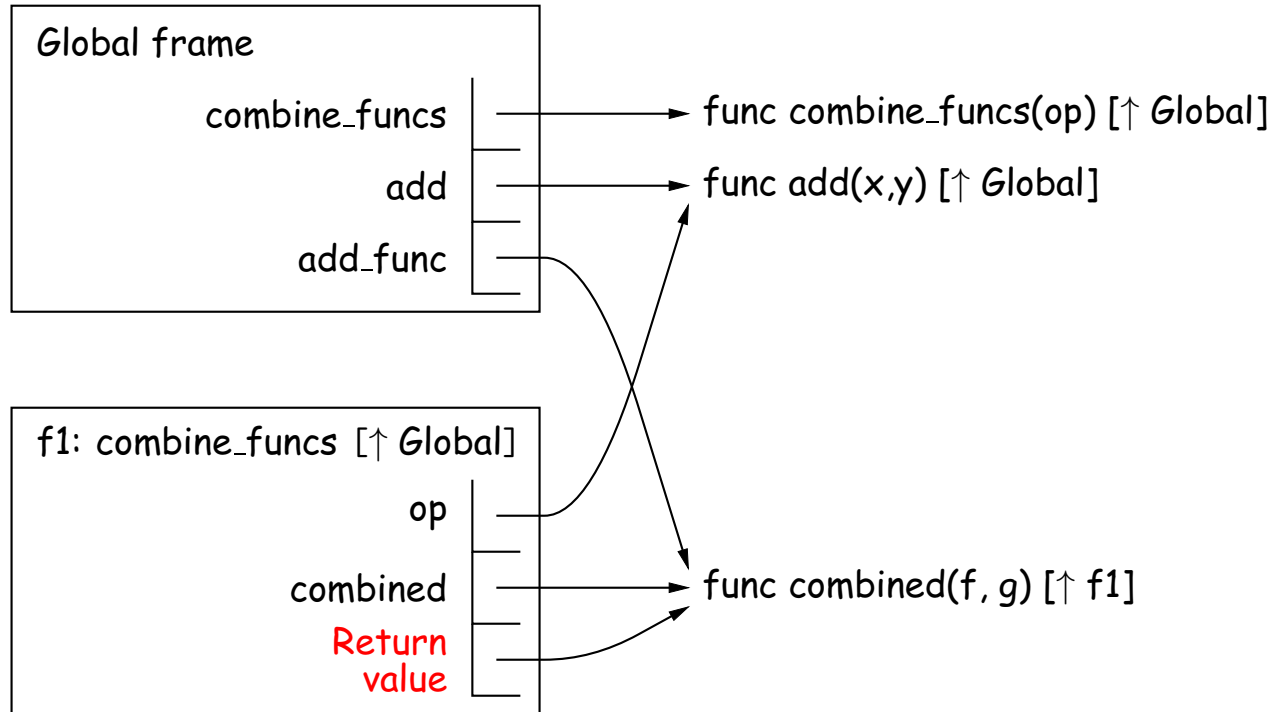 Global frame
combine_funcs
func combine_funcs(op) [↑ Global]
add
func add(x,y) [↑ Global]
add_func
f1: combine_funcs [↑ Global]
op
combined
func combined(f, g) [↑ f1]
Return
value